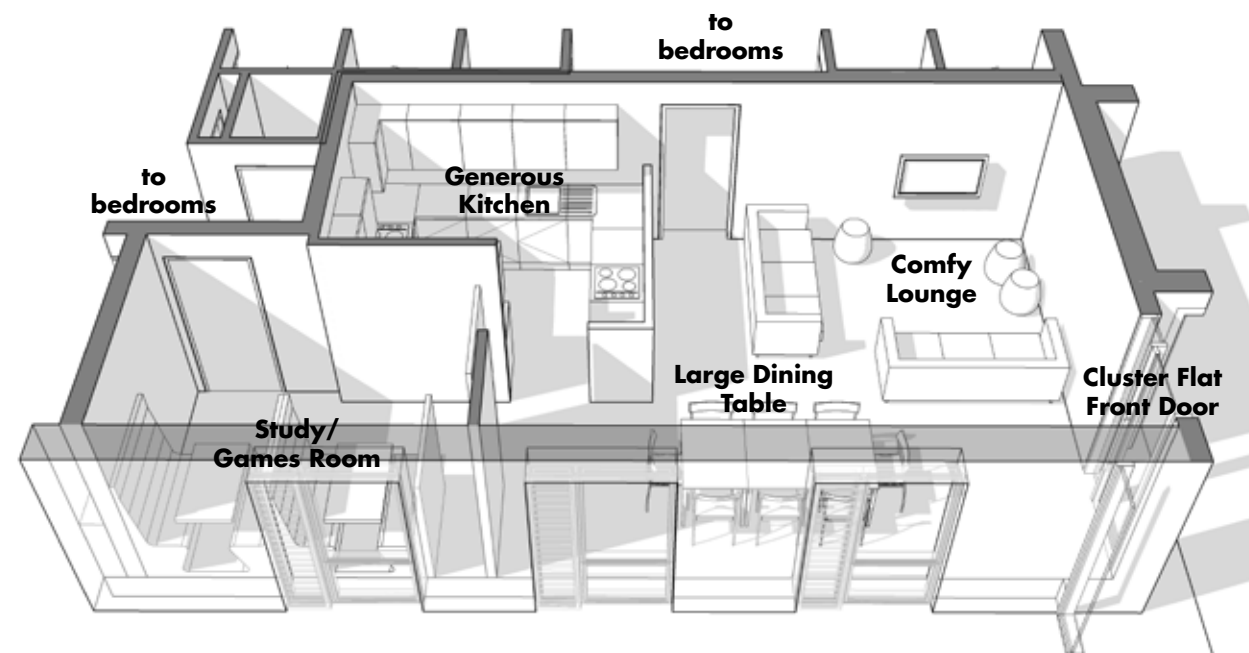 to
bedrooms
to
bedrooms
Generous
Kitchen
Comfy
Lounge
Large Dining
Table
Cluster Flat
Front Door
Study/
Games Room